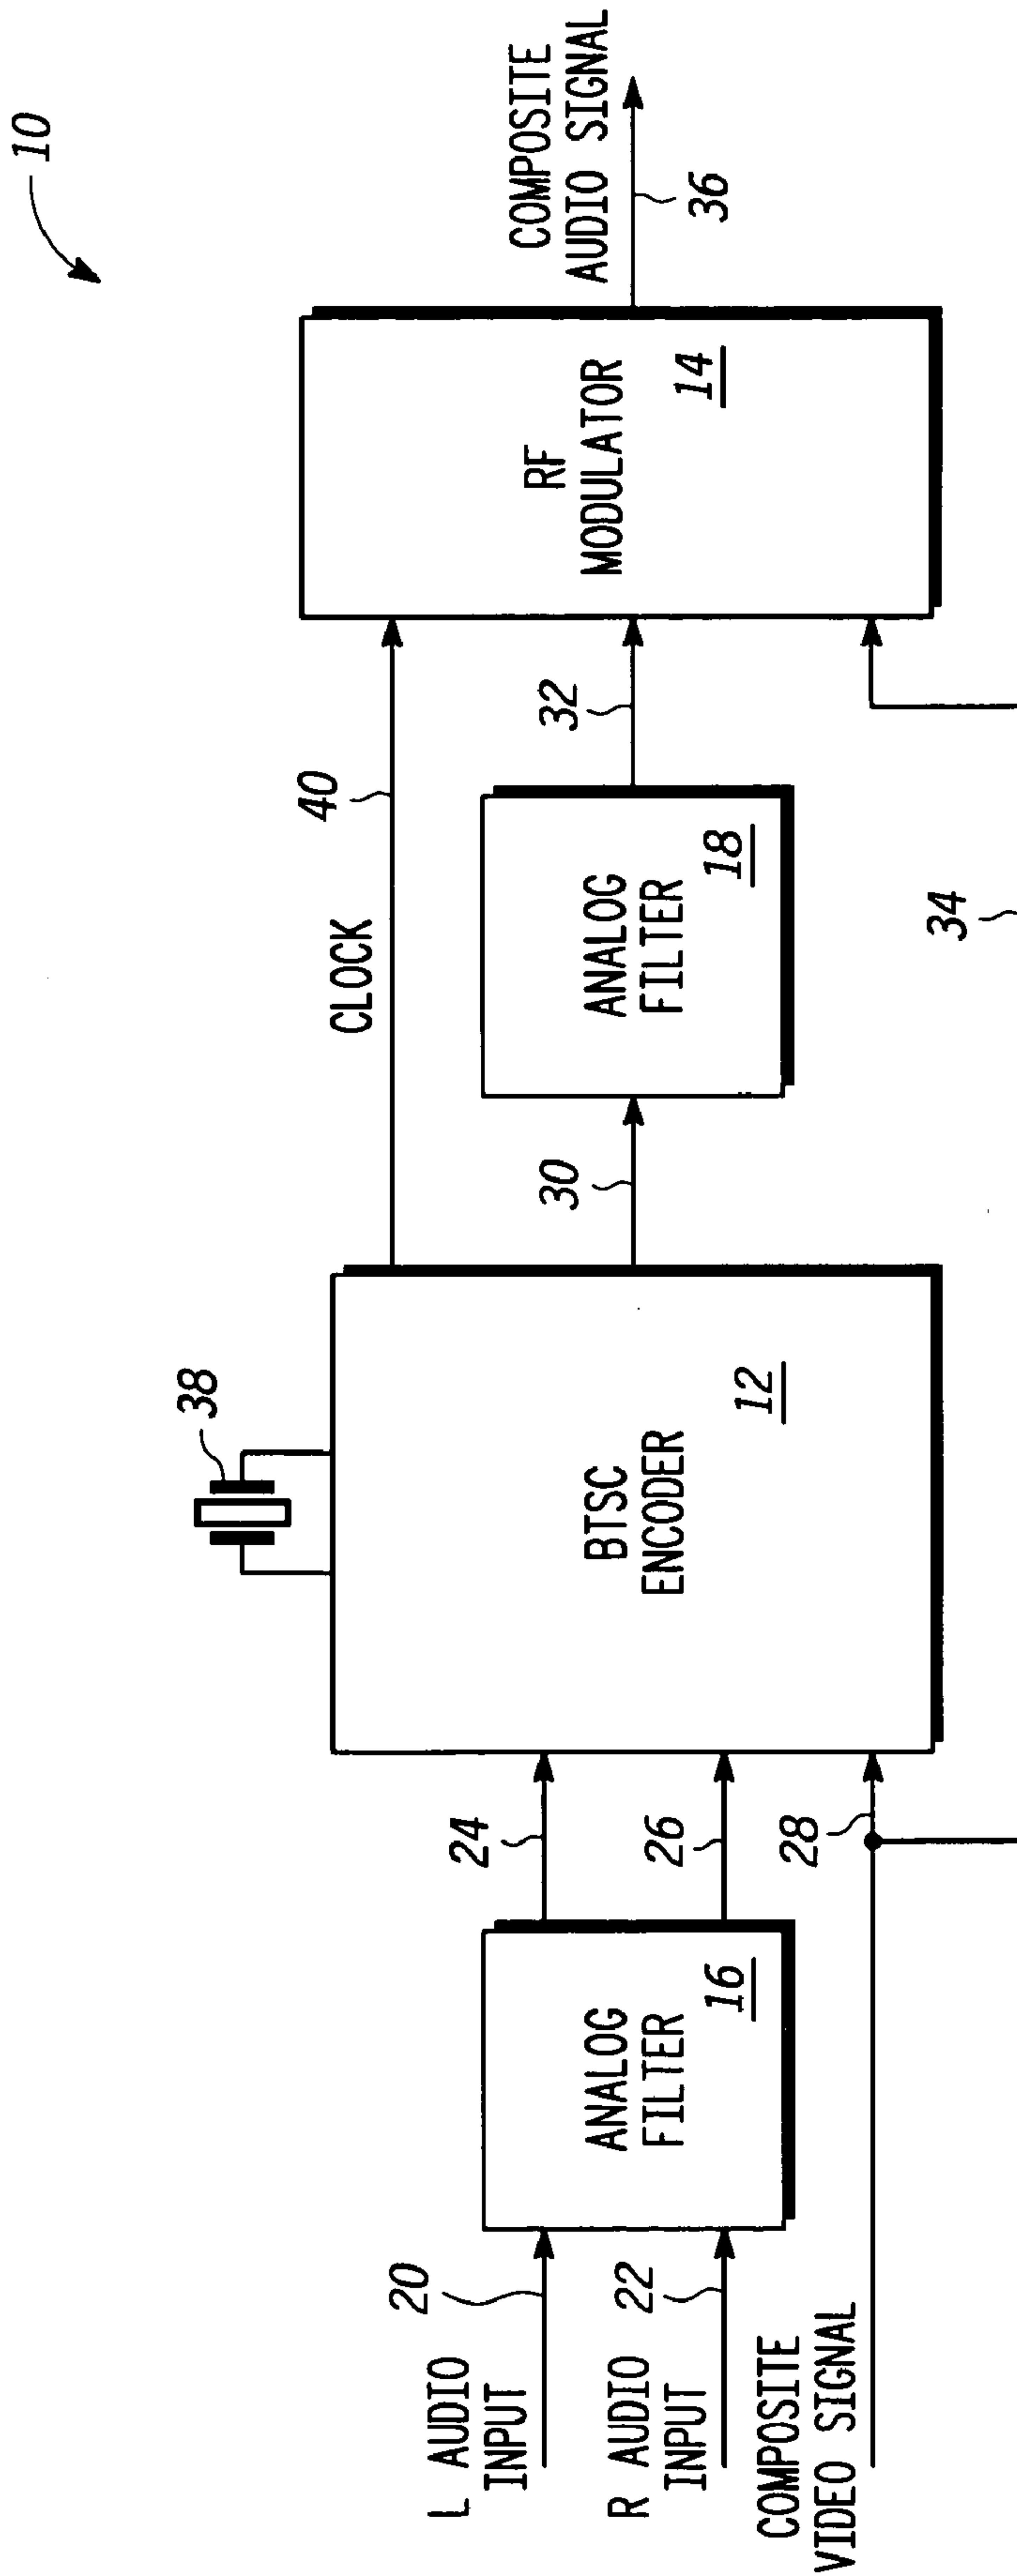 10
38
CLOCK
40
COMPOSITE
AUDIO SIGNAL
36
L AUDIO
INPUT
20
R AUDIO
INPUT
22
COMPOSITE
VIDEO SIGNAL
ANALOG
FILTER
16
24
26
28
BTSC
ENCODER
12
30
ANALOG
FILTER
18
32
34
RF
MODULATOR
14